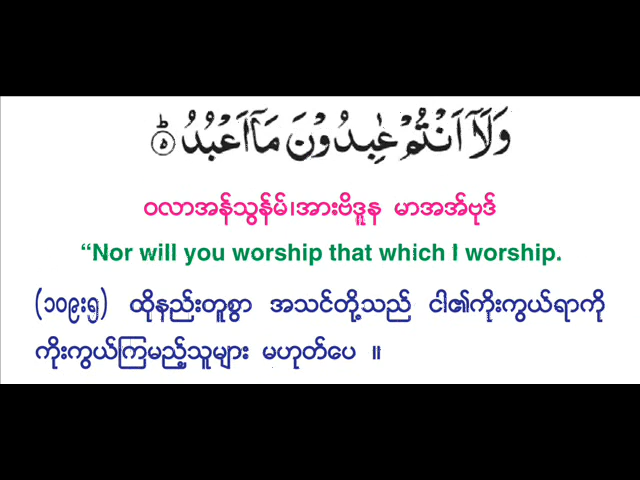 وَلَآ اَنْتُمْ عٰبِدُوْنَ مَآ اَعْبُدُ ۵ؕ
ဝလာအန်သွန်မ်၊အားဗိဒူန မာအအ်ဗုဒ်
“Nor will you worship that which I worship.
(၁၀၉:၅) ထိုနည်းတူစွာ အသင်တို့သည် ငါ၏ကိုးကွယ်ရာကို
ကိုးကွယ်ကြမည့်သူများ မဟုတ်ပေ ။